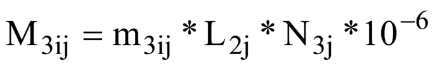 M₃ᵢⱼ = m₃ᵢⱼ * L₂ⱼ * N₃ⱼ * 10⁻⁶